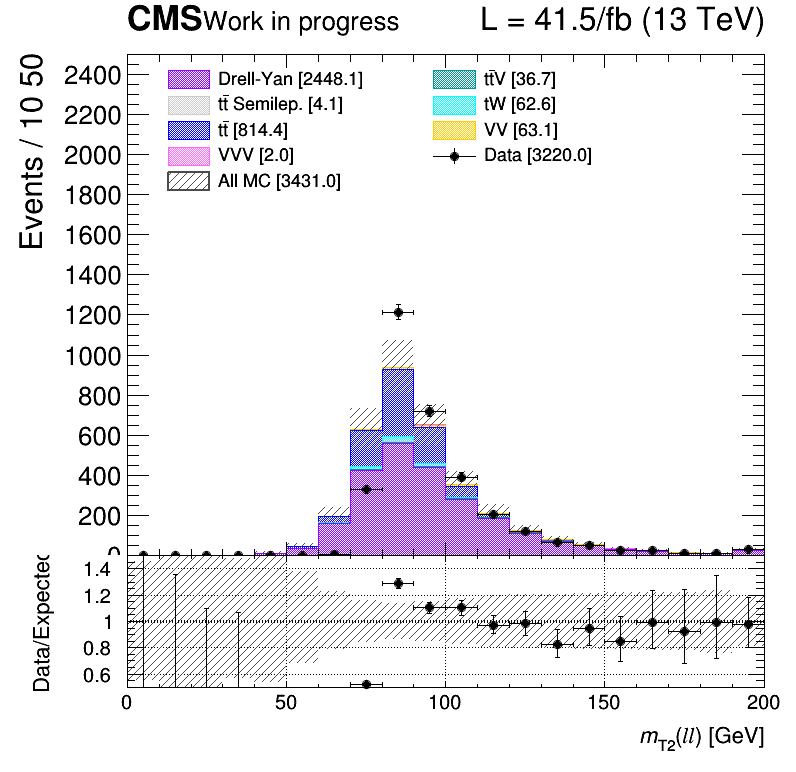 CMS Work in progress L = 41.5/fb (13 TeV)
Events / 10 50
2400
2200
2000
1800
1600
1400
1200
1000
800
600
400
200
0
Drell-Yan [2448.1]
tt̄ Semilep. [4.1]
tt̄ [814.4]
VVV [2.0]
All MC [3431.0]
tt̄V [36.7]
tW [62.6]
VV [63.1]
Data [3220.0]
Data/Expected
1.4
1.2
1
0.8
0.6
0 50 100 150 200
m_T2(ll) [GeV]